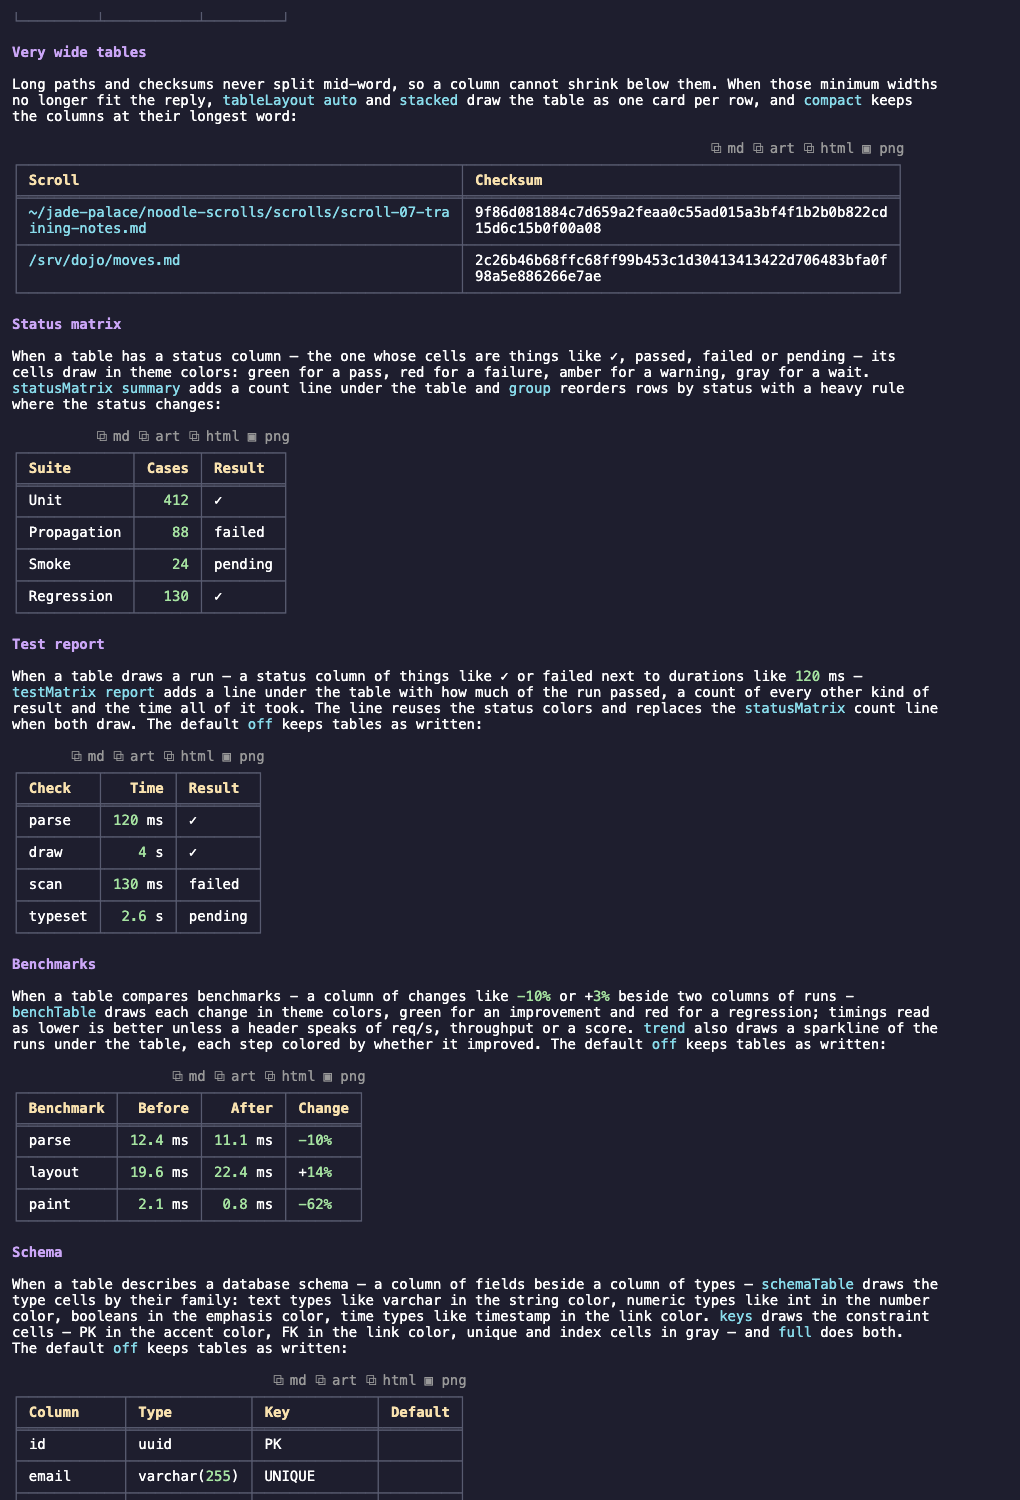 Very wide tables
Long paths and checksums never split mid-word, so a column cannot shrink below them. When those minimum widths
no longer fit the reply, tableLayout auto and stacked draw the table as one card per row, and compact keeps
the columns at their longest word:
md art html png
Scroll Checksum
~/jade-palace/noodle-scrolls/scrolls/scroll-07-tra 9f86d081884c7d659a2feaa0c55ad015a3bf4f1b2b0b822cd
ining-notes.md 15d6c15b0f00a08
/srv/dojo/moves.md 2c26b46b68ffc68ff99b453c1d30413413422d706483bfa0f
98a5e886266e7ae
Status matrix
When a table has a status column — the one whose cells are things like ✓, passed, failed or pending — its
cells draw in theme colors: green for a pass, red for a failure, amber for a warning, gray for a wait.
statusMatrix summary adds a count line under the table and group reorders rows by status with a heavy rule
where the status changes:
md art html png
Suite Cases Result
Unit 412 ✓
Propagation 88 failed
Smoke 24 pending
Regression 130 ✓
Test report
When a table draws a run — a status column of things like ✓ or failed next to durations like 120 ms —
testMatrix report adds a line under the table with how much of the run passed, a count of every other kind of
result and the time all of it took. The line reuses the status colors and replaces the statusMatrix count line
when both draw. The default off keeps tables as written:
md art html png
Check Time Result
parse 120 ms ✓
draw 4 s ✓
scan 130 ms failed
typeset 2.6 s pending
Benchmarks
When a table compares benchmarks — a column of changes like −10% or +3% beside two columns of runs —
benchTable draws each change in theme colors, green for an improvement and red for a regression; timings read
as lower is better unless a header speaks of req/s, throughput or a score. trend also draws a sparkline of the
runs under the table, each step colored by whether it improved. The default off keeps tables as written:
md art html png
Benchmark Before After Change
parse 12.4 ms 11.1 ms −10%
layout 19.6 ms 22.4 ms +14%
paint 2.1 ms 0.8 ms −62%
Schema
When a table describes a database schema — a column of fields beside a column of types — schemaTable draws the
type cells by their family: text types like varchar in the string color, numeric types like int in the number
color, booleans in the emphasis color, time types like timestamp in the link color. keys draws the constraint
cells — PK in the accent color, FK in the link color, unique and index cells in gray — and full does both.
The default off keeps tables as written:
md art html png
Column Type Key Default
id uuid PK
email varchar(255) UNIQUE